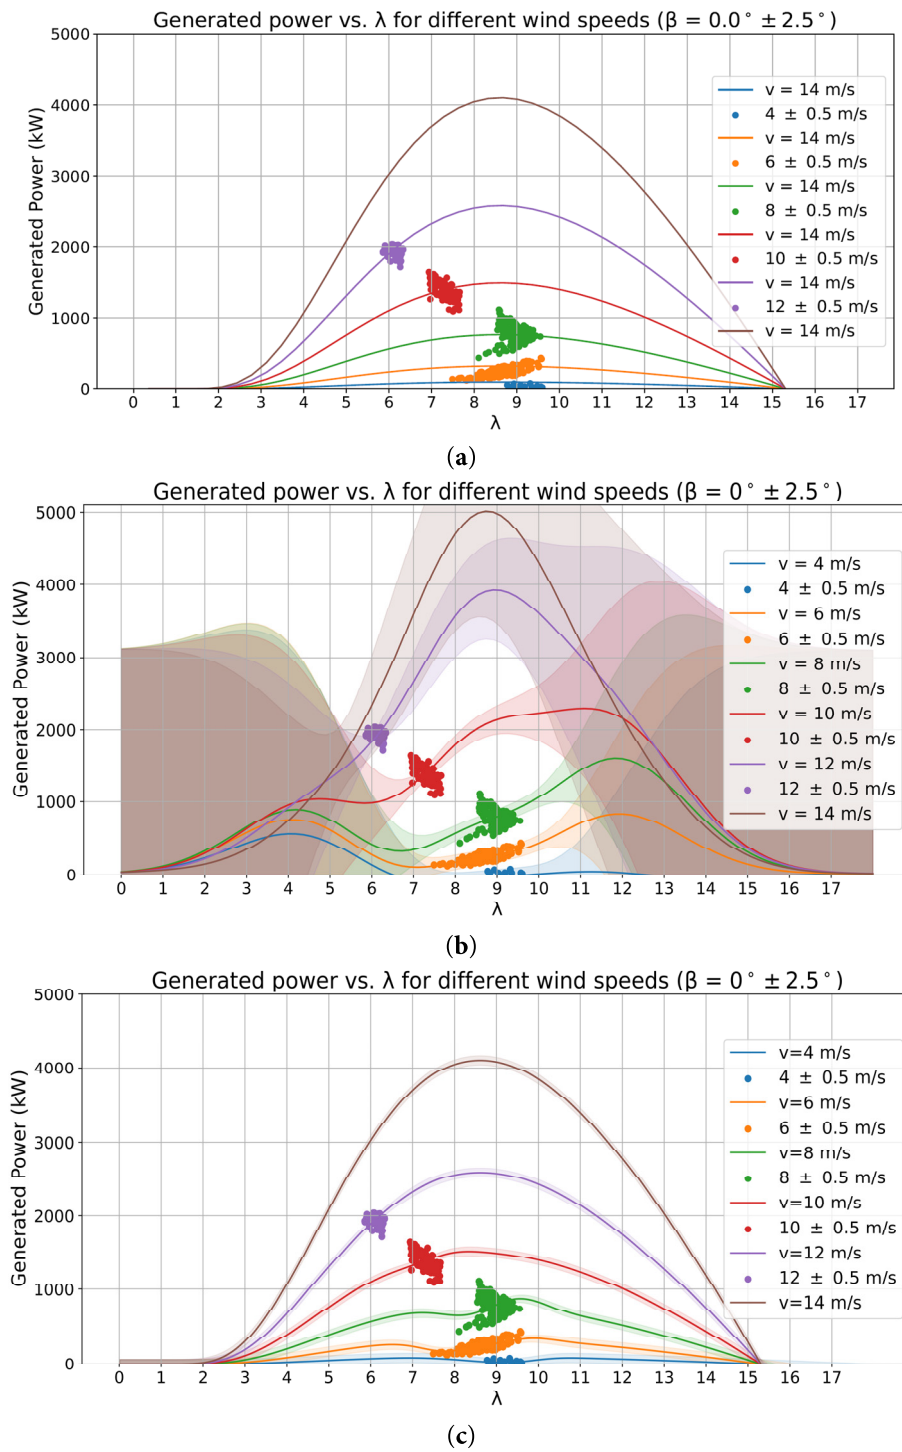 Generated power vs. λ for different wind speeds (β = 0.0° ± 2.5°)
5000
4000
3000
2000
1000
0
Generated Power (kW)
v = 14 m/s
4 ± 0.5 m/s
v = 14 m/s
6 ± 0.5 m/s
v = 14 m/s
8 ± 0.5 m/s
v = 14 m/s
10 ± 0.5 m/s
v = 14 m/s
12 ± 0.5 m/s
v = 14 m/s
0 1 2 3 4 5 6 7 8 9 10 11 12 13 14 15 16 17
λ
(a)
Generated power vs. λ for different wind speeds (β = 0° ± 2.5°)
5000
4000
3000
2000
1000
0
Generated Power (kW)
v = 4 m/s
4 ± 0.5 m/s
v = 6 m/s
6 ± 0.5 m/s
v = 8 m/s
8 ± 0.5 m/s
v = 10 m/s
10 ± 0.5 m/s
v = 12 m/s
12 ± 0.5 m/s
v = 14 m/s
0 1 2 3 4 5 6 7 8 9 10 11 12 13 14 15 16 17
λ
(b)
Generated power vs. λ for different wind speeds (β = 0° ± 2.5°)
5000
4000
3000
2000
1000
0
Generated Power (kW)
v=4 m/s
4 ± 0.5 m/s
v=6 m/s
6 ± 0.5 m/s
v=8 m/s
8 ± 0.5 m/s
v=10 m/s
10 ± 0.5 m/s
v=12 m/s
12 ± 0.5 m/s
v=14 m/s
0 1 2 3 4 5 6 7 8 9 10 11 12 13 14 15 16 17
λ
(c)